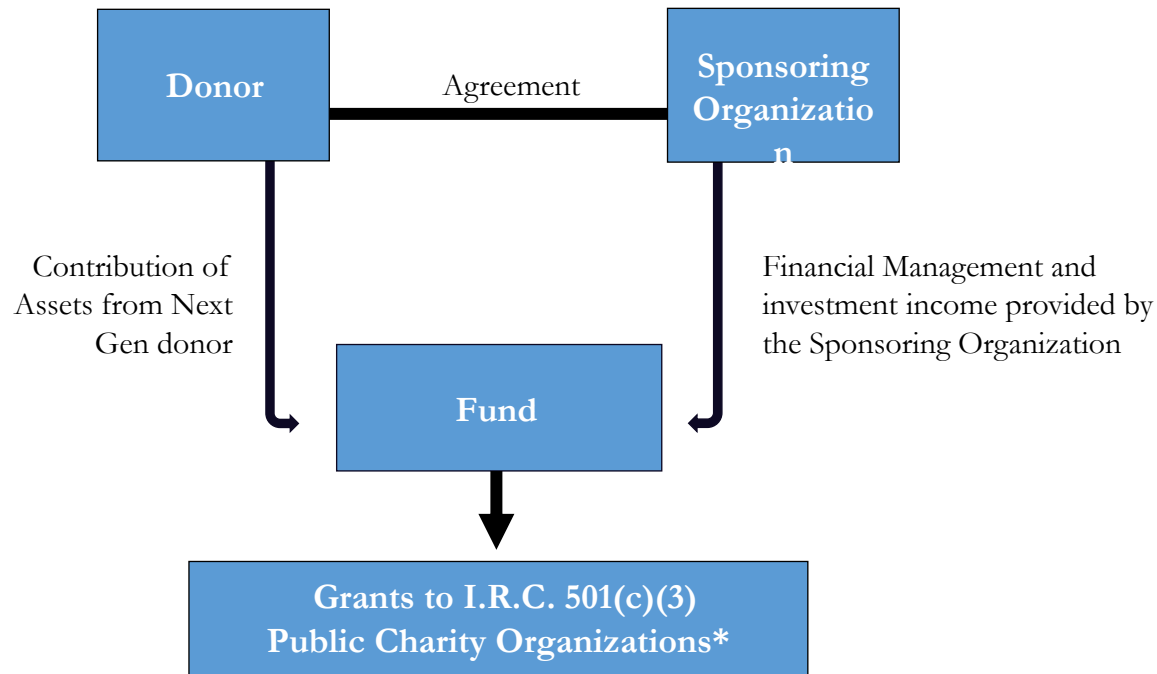 Donor
Agreement
Sponsoring
Organizatio
n
Contribution of
Assets from Next
Gen donor
Financial Management and
investment income provided by
the Sponsoring Organization
Fund
Grants to I.R.C. 501(c)(3)
Public Charity Organizations*